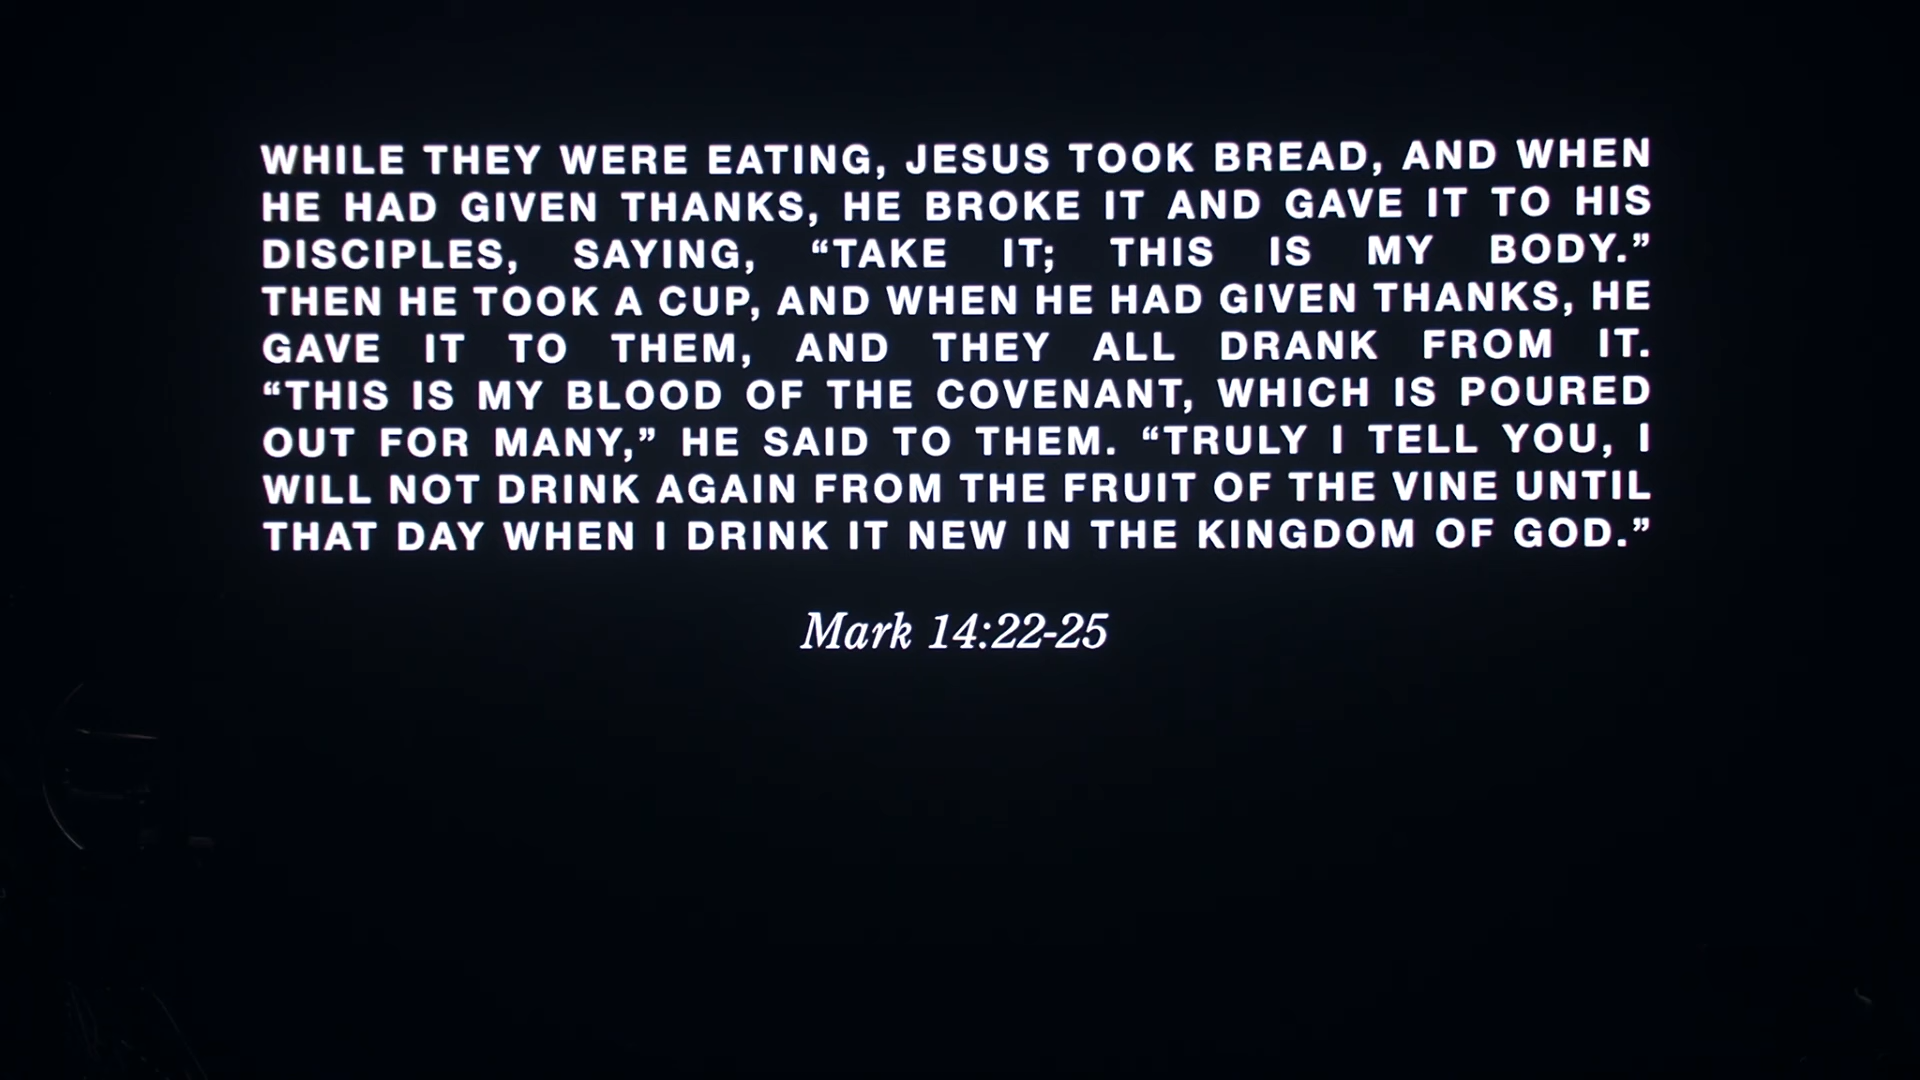 WHILE THEY WERE EATING, JESUS TOOK BREAD, AND WHEN
HE HAD GIVEN THANKS, HE BROKE IT AND GAVE IT TO HIS
DISCIPLES, SAYING, “TAKE IT; THIS IS MY BODY.”
THEN HE TOOK A CUP, AND WHEN HE HAD GIVEN THANKS, HE
GAVE IT TO THEM, AND THEY ALL DRANK FROM IT.
“THIS IS MY BLOOD OF THE COVENANT, WHICH IS POURED
OUT FOR MANY,” HE SAID TO THEM. “TRULY I TELL YOU, I
WILL NOT DRINK AGAIN FROM THE FRUIT OF THE VINE UNTIL
THAT DAY WHEN I DRINK IT NEW IN THE KINGDOM OF GOD.”
Mark 14:22-25